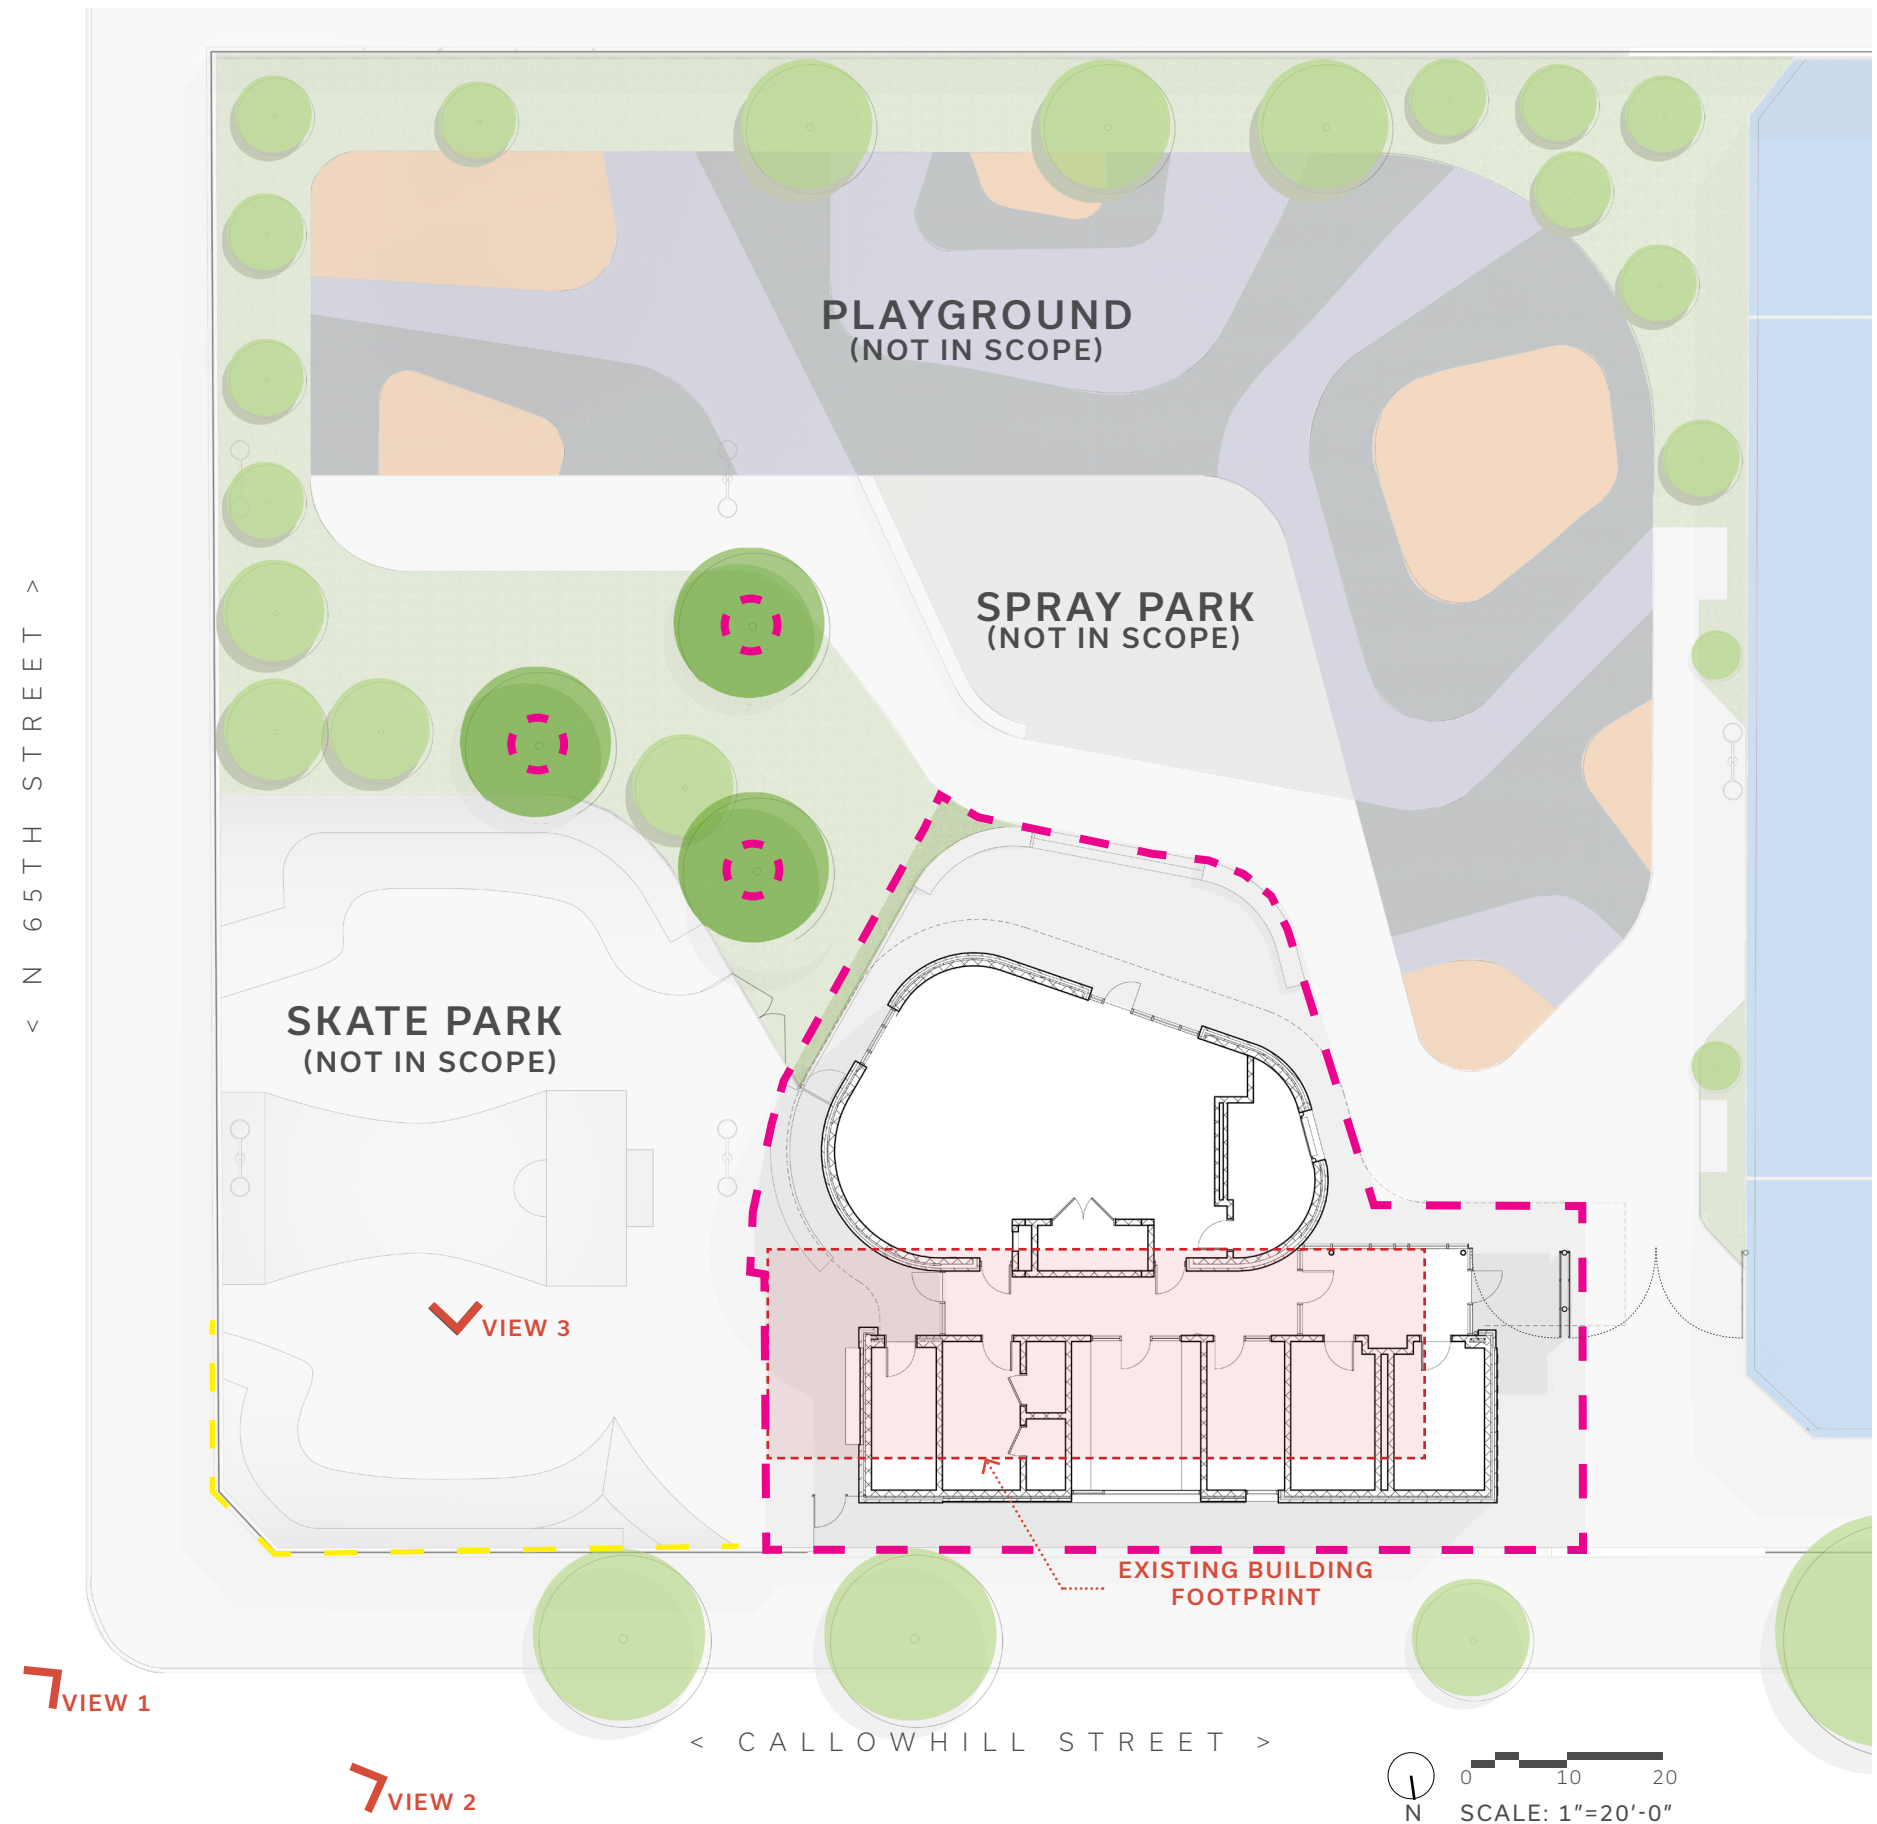 PLAYGROUND
(NOT IN SCOPE)
SPRAY PARK
(NOT IN SCOPE)
< N 65TH STREET >
SKATE PARK
(NOT IN SCOPE)
VIEW 3
EXISTING BUILDING
FOOTPRINT
VIEW 1
< CALLOWHILL STREET >
VIEW 2
0 10 20
N
SCALE: 1"=20'-0"